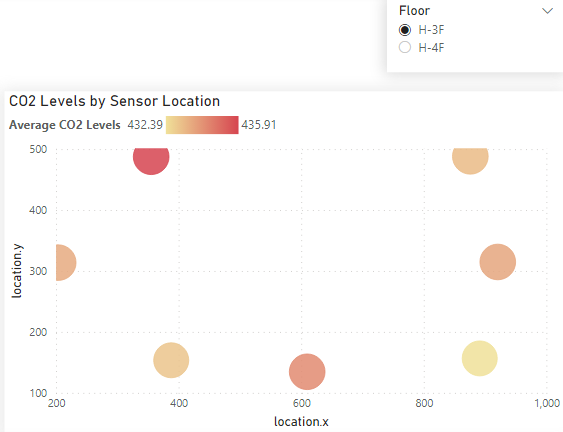 Floor
H-3F
H-4F
CO2 Levels by Sensor Location
Average CO2 Levels 432.39 435.91
500
400
300
200
100
location.y
200 400 600 800 1,000
location.x